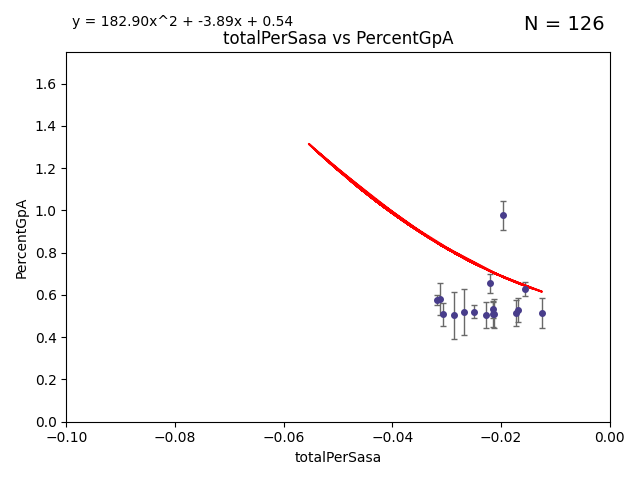 y = 182.90x^2 + -3.89x + 0.54
N = 126
totalPerSasa vs PercentGpA
1.6
1.4
1.2
1.0
0.8
0.6
0.4
0.2
0.0
PercentGpA
−0.10 −0.08 −0.06 −0.04 −0.02 0.00
totalPerSasa